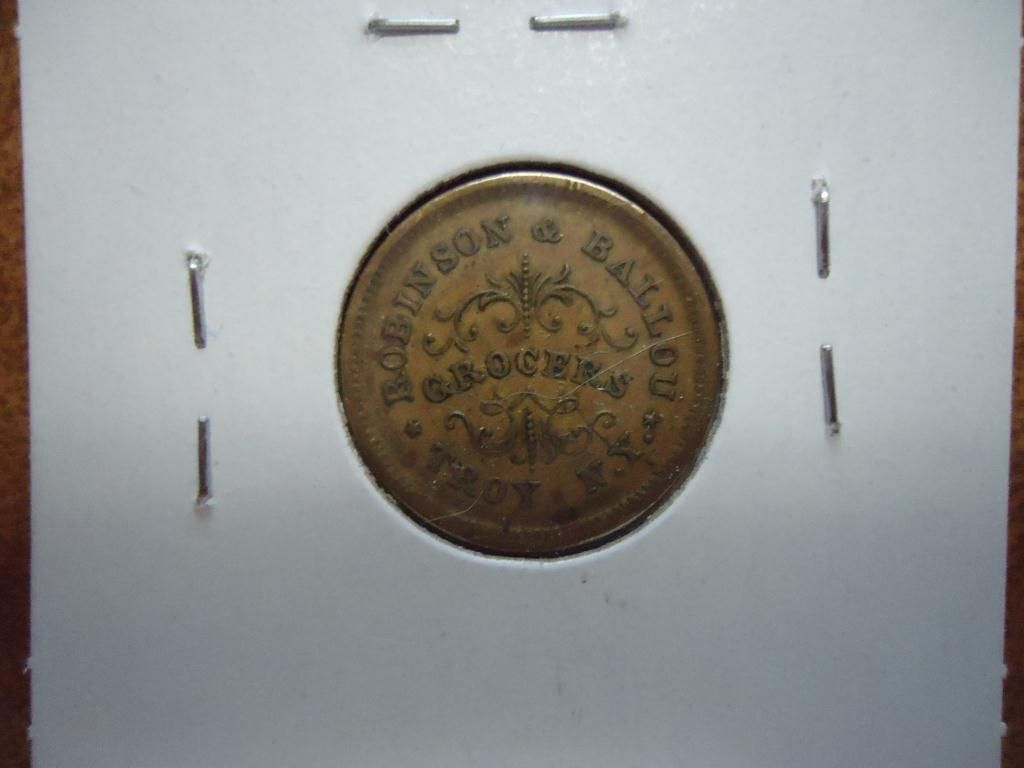 ROBINSON & BALLOU
GROCERS
TROY N.Y.